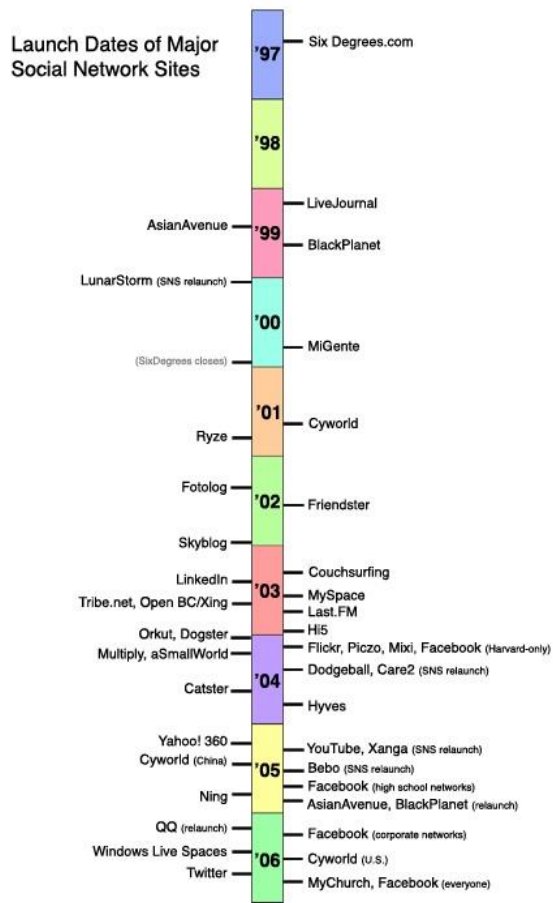 Launch Dates of Major
Social Network Sites
'97
Six Degrees.com
'98
LiveJournal
AsianAvenue
'99
BlackPlanet
LunarStorm (SNS relaunch)
'00
MiGente
(SixDegrees closes)
'01
Cyworld
Ryze
Fotolog
'02
Friendster
Skyblog
Couchsurfing
LinkedIn
'03
MySpace
Tribe.net, Open BC/Xing
Last.FM
Hi5
Orkut, Dogster
Flickr, Piczo, Mixi, Facebook (Harvard-only)
Multiply, aSmallWorld
Dodgeball, Care2 (SNS relaunch)
'04
Catster
Hyves
Yahoo! 360
YouTube, Xanga (SNS relaunch)
Cyworld (China)
'05
Bebo (SNS relaunch)
Facebook (high school networks)
Ning
AsianAvenue, BlackPlanet (relaunch)
QQ (relaunch)
Facebook (corporate networks)
Windows Live Spaces
'06
Cyworld (U.S.)
Twitter
MyChurch, Facebook (everyone)